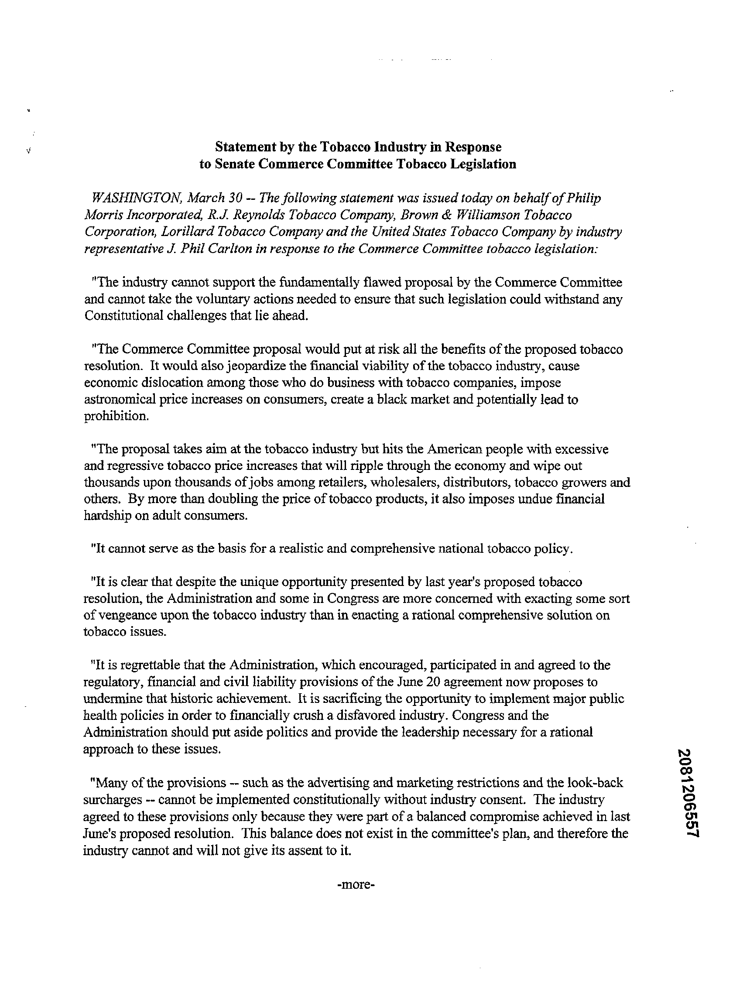 Statement by the Tobacco Industry in Response
to Senate Commerce Committee Tobacco Legislation
WASHINGTON, March 30 -- The following statement was issued today on behalf of Philip
Morris Incorporated, R.J. Reynolds Tobacco Company, Brown & Williamson Tobacco
Corporation, Lorillard Tobacco Company and the United States Tobacco Company by industry
representative J. Phil Carlton in response to the Commerce Committee tobacco legislation:
"The industry cannot support the fundamentally flawed proposal by the Commerce Committee
and cannot take the voluntary actions needed to ensure that such legislation could withstand any
Constitutional challenges that lie ahead.
"The Commerce Committee proposal would put at risk all the benefits of the proposed tobacco
resolution. It would also jeopardize the financial viability of the tobacco industry, cause
economic dislocation among those who do business with tobacco companies, impose
astronomical price increases on consumers, create a black market and potentially lead to
prohibition.
"The proposal takes aim at the tobacco industry but hits the American people with excessive
and regressive tobacco price increases that will ripple through the economy and wipe out
thousands upon thousands of jobs among retailers, wholesalers, distributors, tobacco growers and
others. By more than doubling the price of tobacco products, it also imposes undue financial
hardship on adult consumers.
"It cannot serve as the basis for a realistic and comprehensive national tobacco policy.
"It is clear that despite the unique opportunity presented by last year's proposed tobacco
resolution, the Administration and some in Congress are more concerned with exacting some sort
of vengeance upon the tobacco industry than in enacting a rational comprehensive solution on
tobacco issues.
"It is regrettable that the Administration, which encouraged, participated in and agreed to the
regulatory, financial and civil liability provisions of the June 20 agreement now proposes to
undermine that historic achievement. It is sacrificing the opportunity to implement major public
health policies in order to financially crush a disfavored industry. Congress and the
Administration should put aside politics and provide the leadership necessary for a rational
approach to these issues.
"Many of the provisions -- such as the advertising and marketing restrictions and the look-back
surcharges -- cannot be implemented constitutionally without industry consent. The industry
agreed to these provisions only because they were part of a balanced compromise achieved in last
June's proposed resolution. This balance does not exist in the committee's plan, and therefore the
industry cannot and will not give its assent to it.
-more-
2081206557